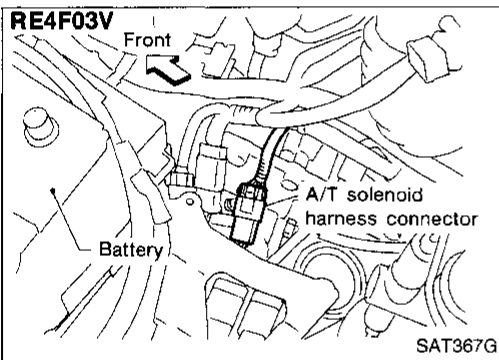 RE4F03V
Front
A/T solenoid
harness connector
Battery
SAT367G